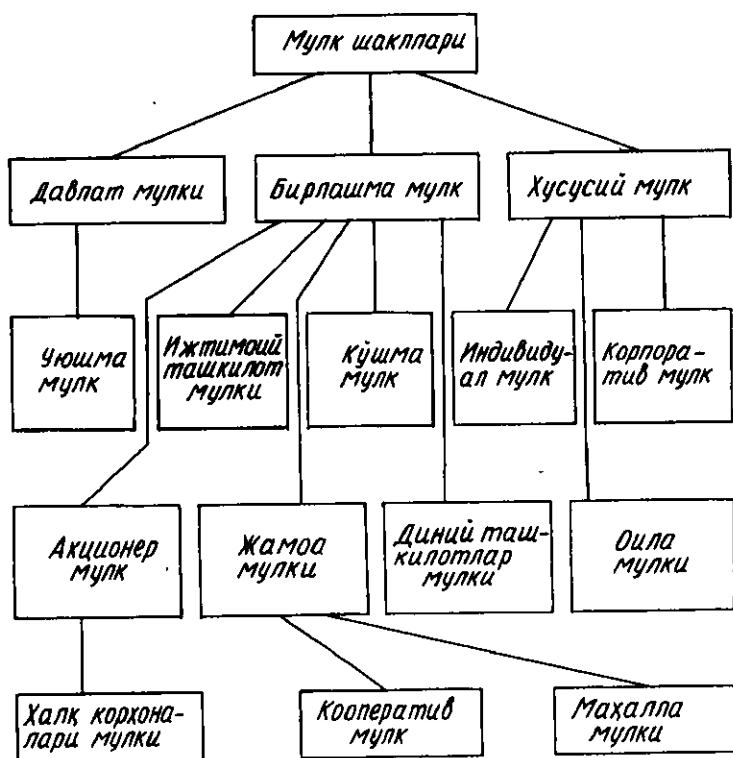 Мулк шакллари
Давлат мулки
Бирлашма мулк
Хусусий мулк
Уюшма
мулк
Ижтимоий
ташкилот
мулки
Қўшма
мулк
Индивиду-
ал мулк
Корпора-
тив мулк
Акционер
мулк
Жамоа
мулки
Диний таш-
килотлар
мулки
Оила
мулки
Халқ корхона-
лари мулки
Кооператив
мулк
Маҳалла
мулки